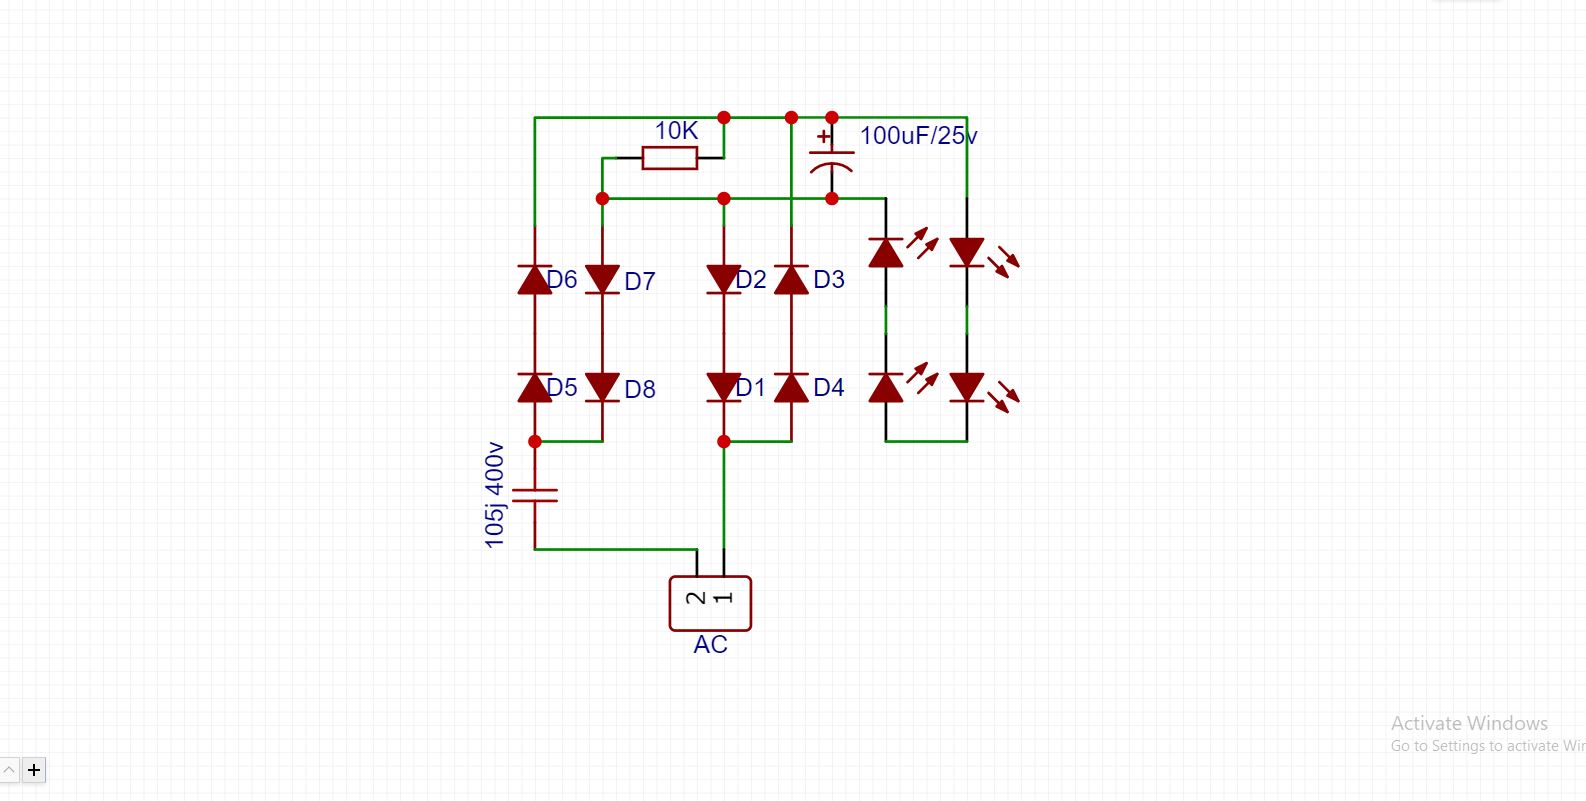 10K
+
100uF/25v
D6
D7
D2
D3
D5
D8
D1
D4
105j 400v
2
1
AC
Activate Windows
Go to Settings to activate
+